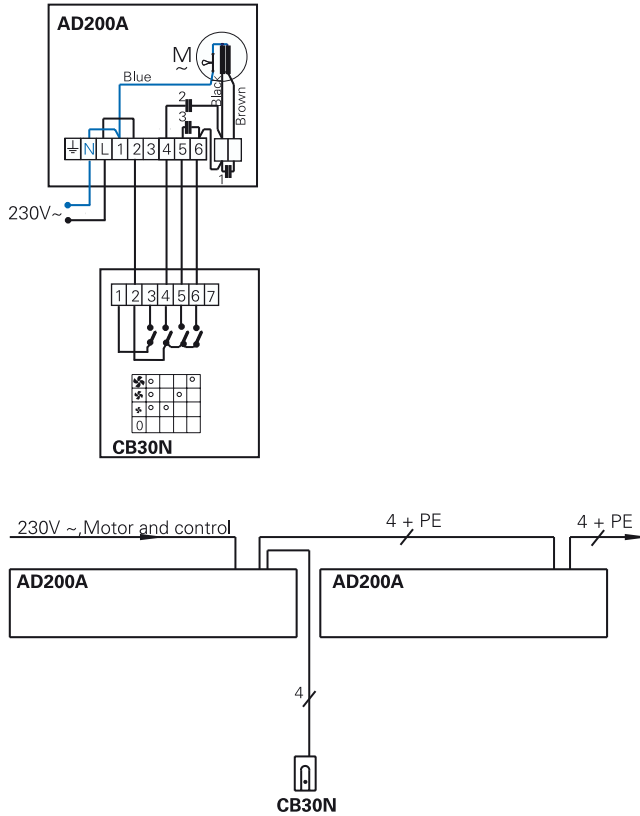 AD200A
M
~
Blue
Black
Brown
2
3
N L 1 2 3 4 5 6
1
230V~
1 2 3 4 5 6 7
0
CB30N
230V ~,Motor and control
4 + PE
4 + PE
AD200A
AD200A
4
CB30N